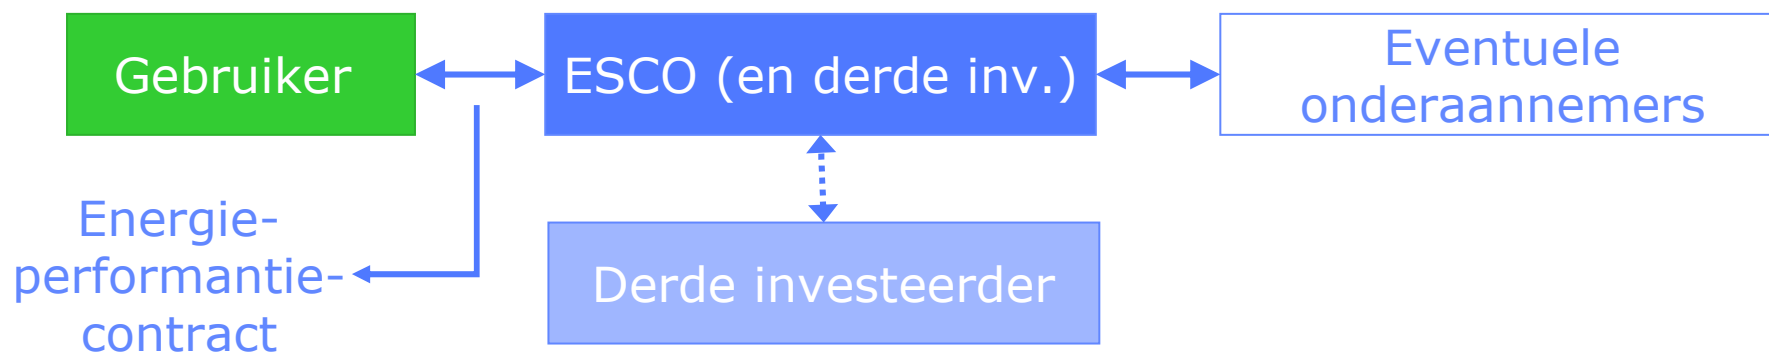 Gebruiker
ESCO (en derde inv.)
Eventuele
onderaannemers
Energie-
performantie-
contract
Derde investeerder